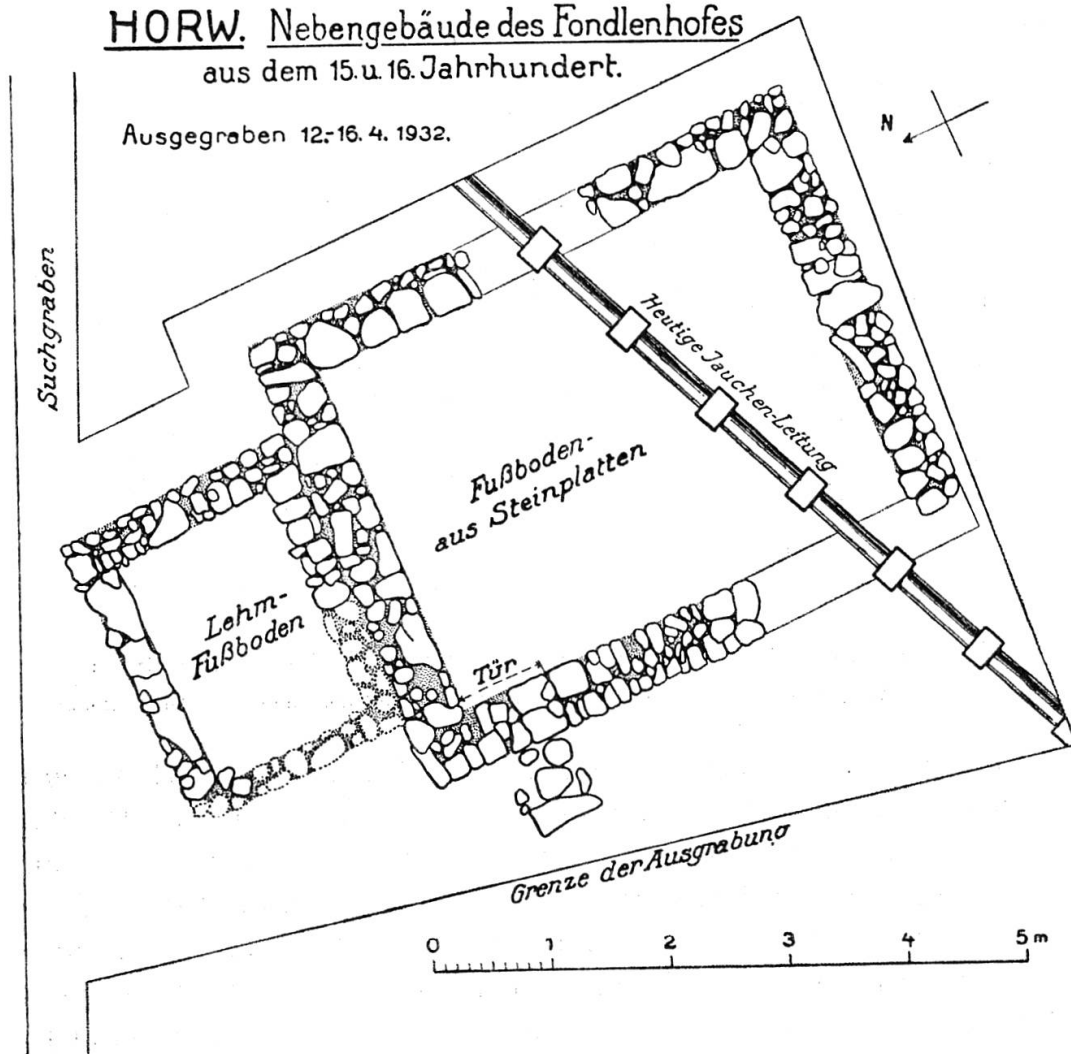 HORW. Nebengebäude des Fondlenhofes
aus dem 15. u. 16. Jahrhundert.
Ausgegraben 12.-16. 4. 1932.
N
Suchgraben
Heutige Jauchen-Leitung
Fußboden-
aus Steinplatten
Lehm-
Fußboden
Tür
Grenze der Ausgrabung
0 1 2 3 4 5 m